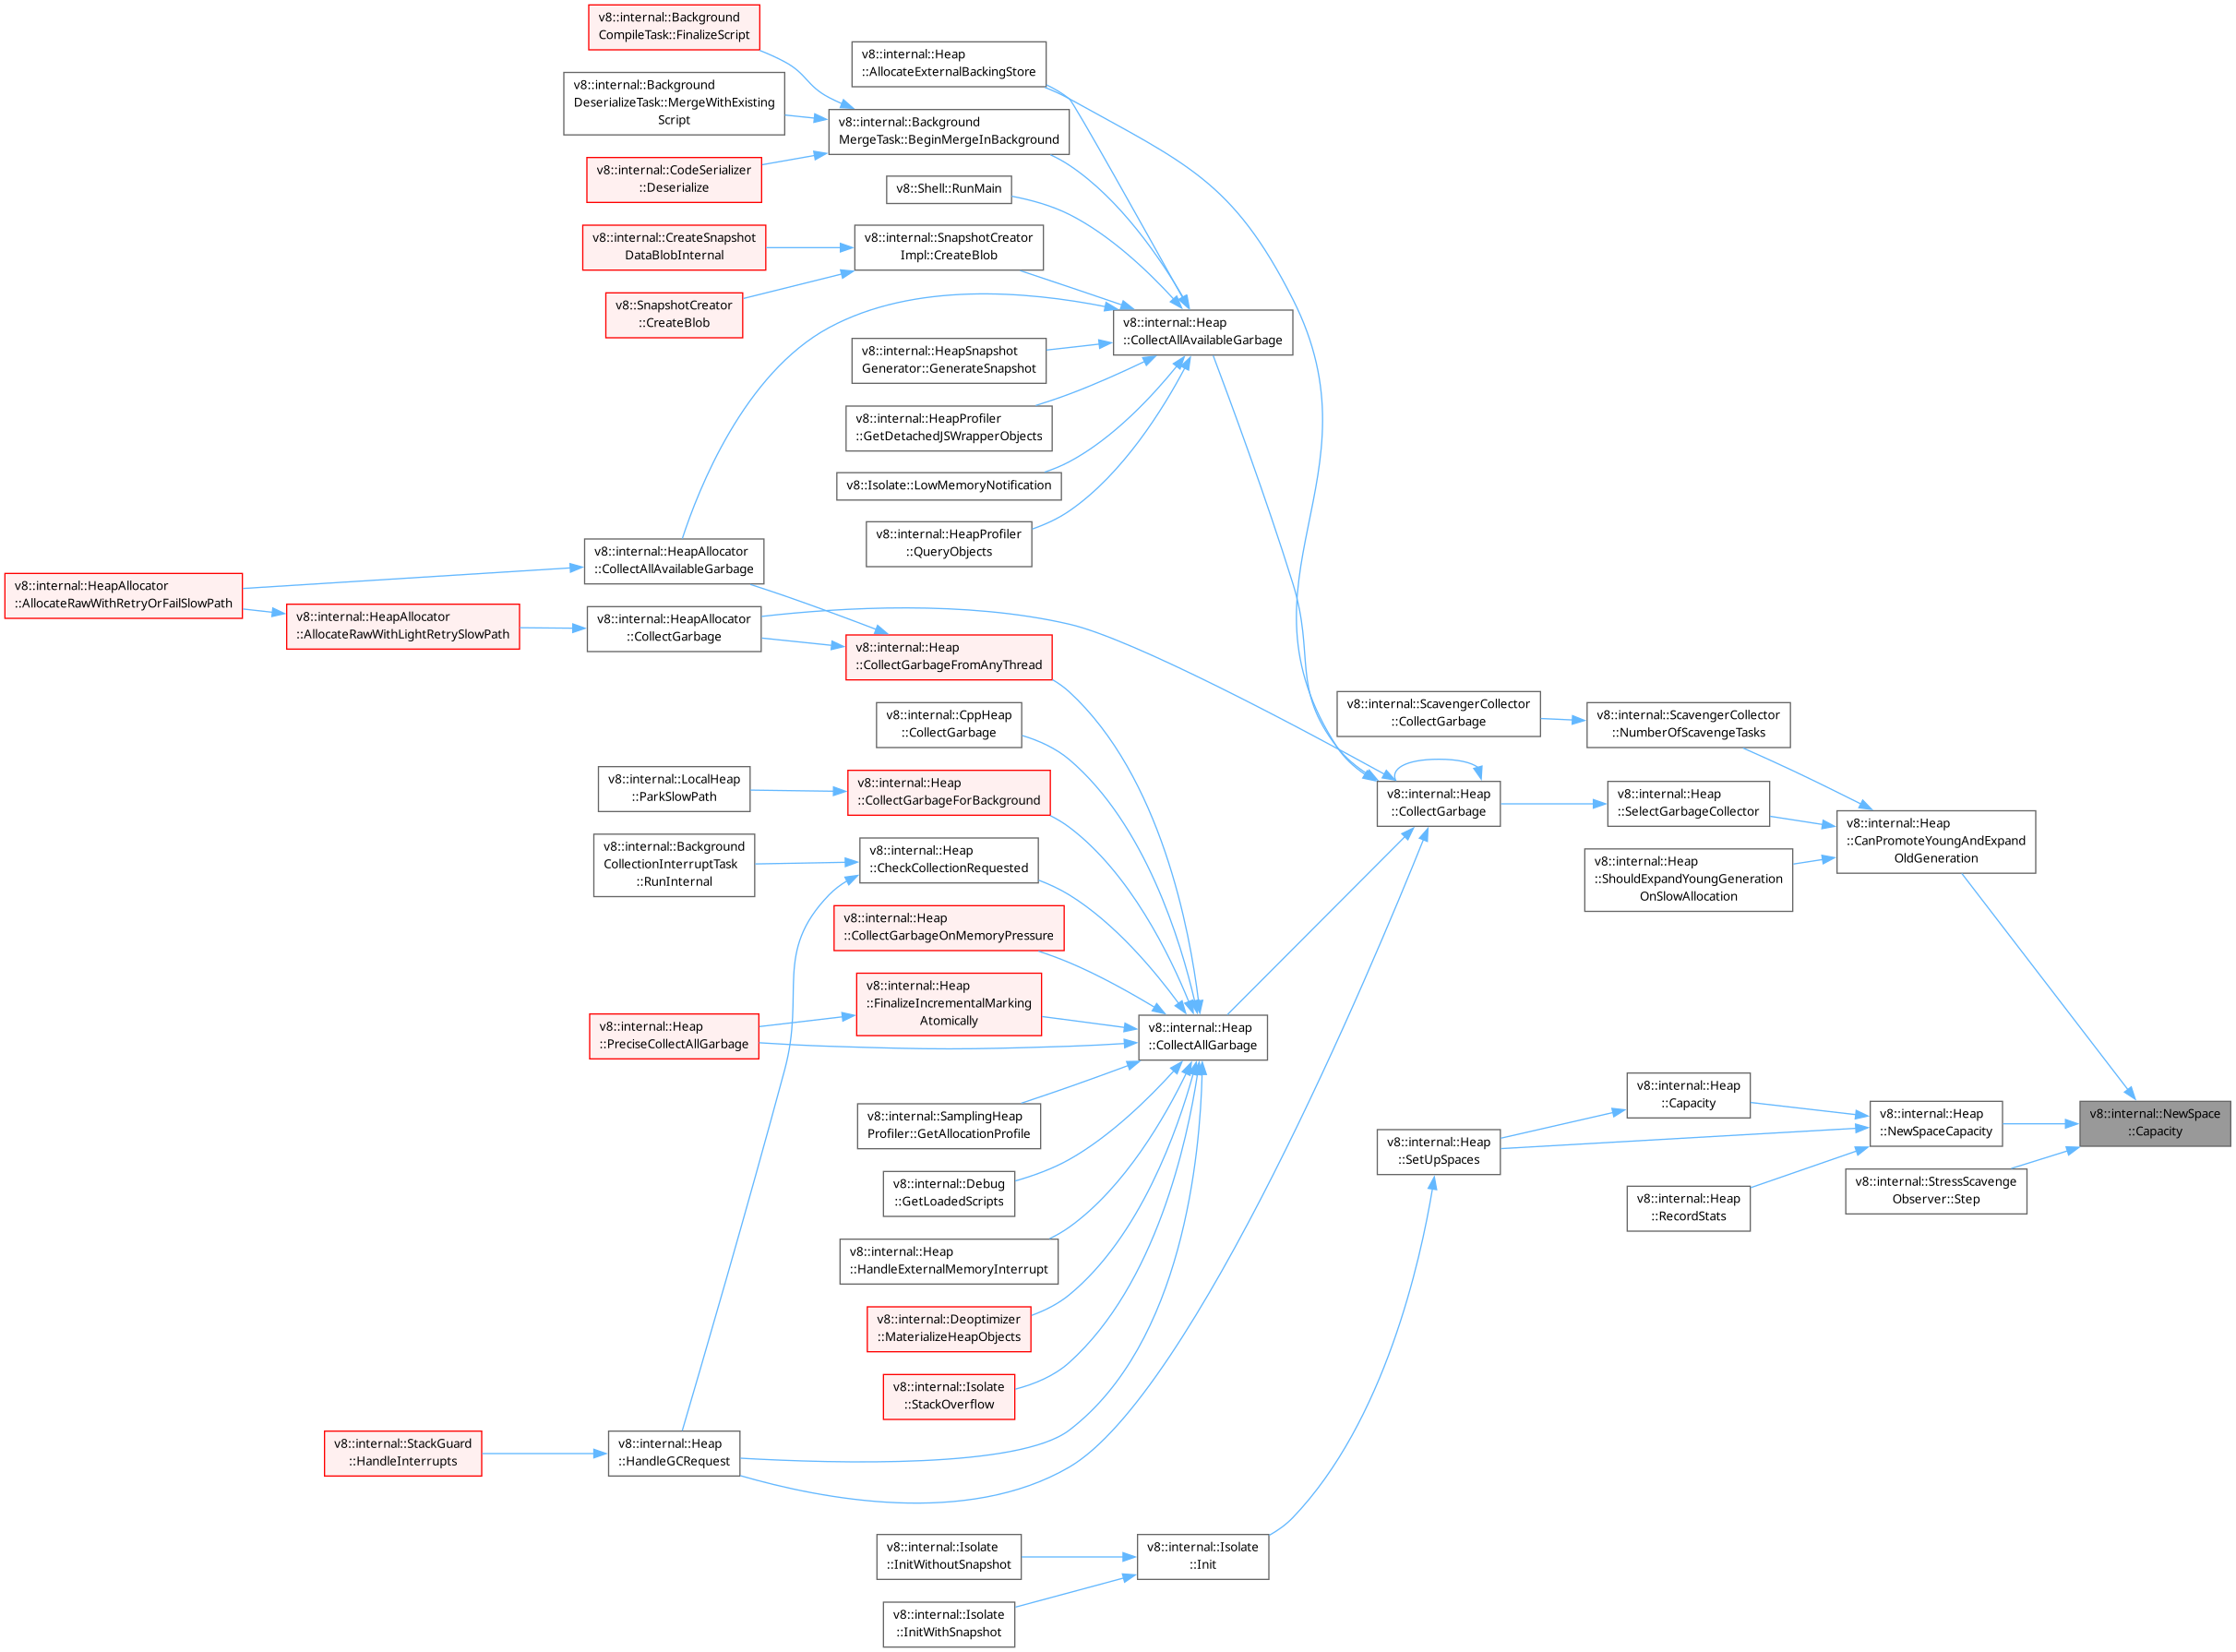 v8::internal::Background
CompileTask::FinalizeScript
v8::internal::Background
DeserializeTask::MergeWithExisting
Script
v8::internal::CodeSerializer
::Deserialize
v8::internal::CreateSnapshot
DataBlobInternal
v8::SnapshotCreator
::CreateBlob
v8::internal::Heap
::AllocateExternalBackingStore
v8::internal::Background
MergeTask::BeginMergeInBackground
v8::Shell::RunMain
v8::internal::SnapshotCreator
Impl::CreateBlob
v8::internal::Heap
::CollectAllAvailableGarbage
v8::internal::HeapSnapshot
Generator::GenerateSnapshot
v8::internal::HeapProfiler
::GetDetachedJSWrapperObjects
v8::Isolate::LowMemoryNotification
v8::internal::HeapProfiler
::QueryObjects
v8::internal::HeapAllocator
::CollectAllAvailableGarbage
v8::internal::HeapAllocator
::AllocateRawWithRetryOrFailSlowPath
v8::internal::HeapAllocator
::AllocateRawWithLightRetrySlowPath
v8::internal::HeapAllocator
::CollectGarbage
v8::internal::Heap
::CollectGarbageFromAnyThread
v8::internal::CppHeap
::CollectGarbage
v8::internal::LocalHeap
::ParkSlowPath
v8::internal::Heap
::CollectGarbageForBackground
v8::internal::Background
CollectionInterruptTask
::RunInternal
v8::internal::Heap
::CheckCollectionRequested
v8::internal::Heap
::CollectGarbageOnMemoryPressure
v8::internal::Heap
::FinalizeIncrementalMarking
Atomically
v8::internal::Heap
::PreciseCollectAllGarbage
v8::internal::Heap
::CollectAllGarbage
v8::internal::SamplingHeap
Profiler::GetAllocationProfile
v8::internal::Debug
::GetLoadedScripts
v8::internal::Heap
::HandleExternalMemoryInterrupt
v8::internal::Deoptimizer
::MaterializeHeapObjects
v8::internal::Isolate
::StackOverflow
v8::internal::StackGuard
::HandleInterrupts
v8::internal::Heap
::HandleGCRequest
v8::internal::Isolate
::InitWithoutSnapshot
v8::internal::Isolate
::Init
v8::internal::Isolate
::InitWithSnapshot
v8::internal::ScavengerCollector
::CollectGarbage
v8::internal::ScavengerCollector
::NumberOfScavengeTasks
v8::internal::Heap
::CollectGarbage
v8::internal::Heap
::SelectGarbageCollector
v8::internal::Heap
::CanPromoteYoungAndExpand
OldGeneration
v8::internal::Heap
::ShouldExpandYoungGeneration
OnSlowAllocation
v8::internal::Heap
::Capacity
v8::internal::Heap
::NewSpaceCapacity
v8::internal::NewSpace
::Capacity
v8::internal::Heap
::SetUpSpaces
v8::internal::Heap
::RecordStats
v8::internal::StressScavenge
Observer::Step